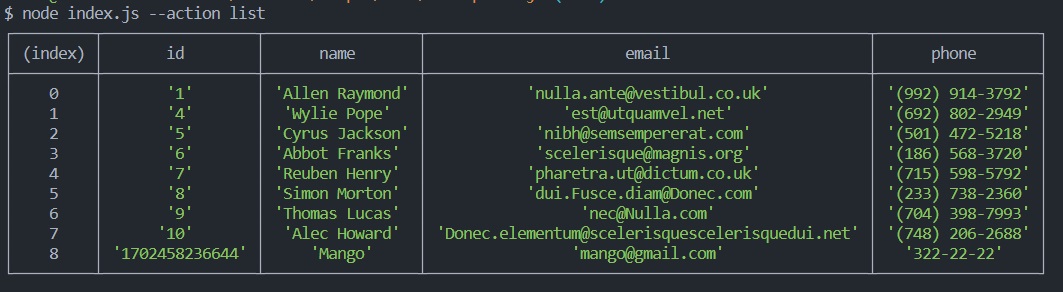 $ node index.js --action list
(index) id name email phone
0 '1' 'Allen Raymond' 'nulla.ante@vestibul.co.uk' '(992) 914-3792'
1 '4' 'Wylie Pope' 'est@utquamvel.net' '(692) 802-2949'
2 '5' 'Cyrus Jackson' 'nibh@semsempererat.com' '(501) 472-5218'
3 '6' 'Abbot Franks' 'scelerisque@magnis.org' '(186) 568-3720'
4 '7' 'Reuben Henry' 'pharetra.ut@dictum.co.uk' '(715) 598-5792'
5 '8' 'Simon Morton' 'dui.Fusce.diam@Donec.com' '(233) 738-2360'
6 '9' 'Thomas Lucas' 'nec@Nulla.com' '(704) 398-7993'
7 '10' 'Alec Howard' 'Donec.elementum@scelerisquescelerisquedui.net' '(748) 206-2688'
8 '1702458236644' 'Mango' 'mango@gmail.com' '322-22-22'